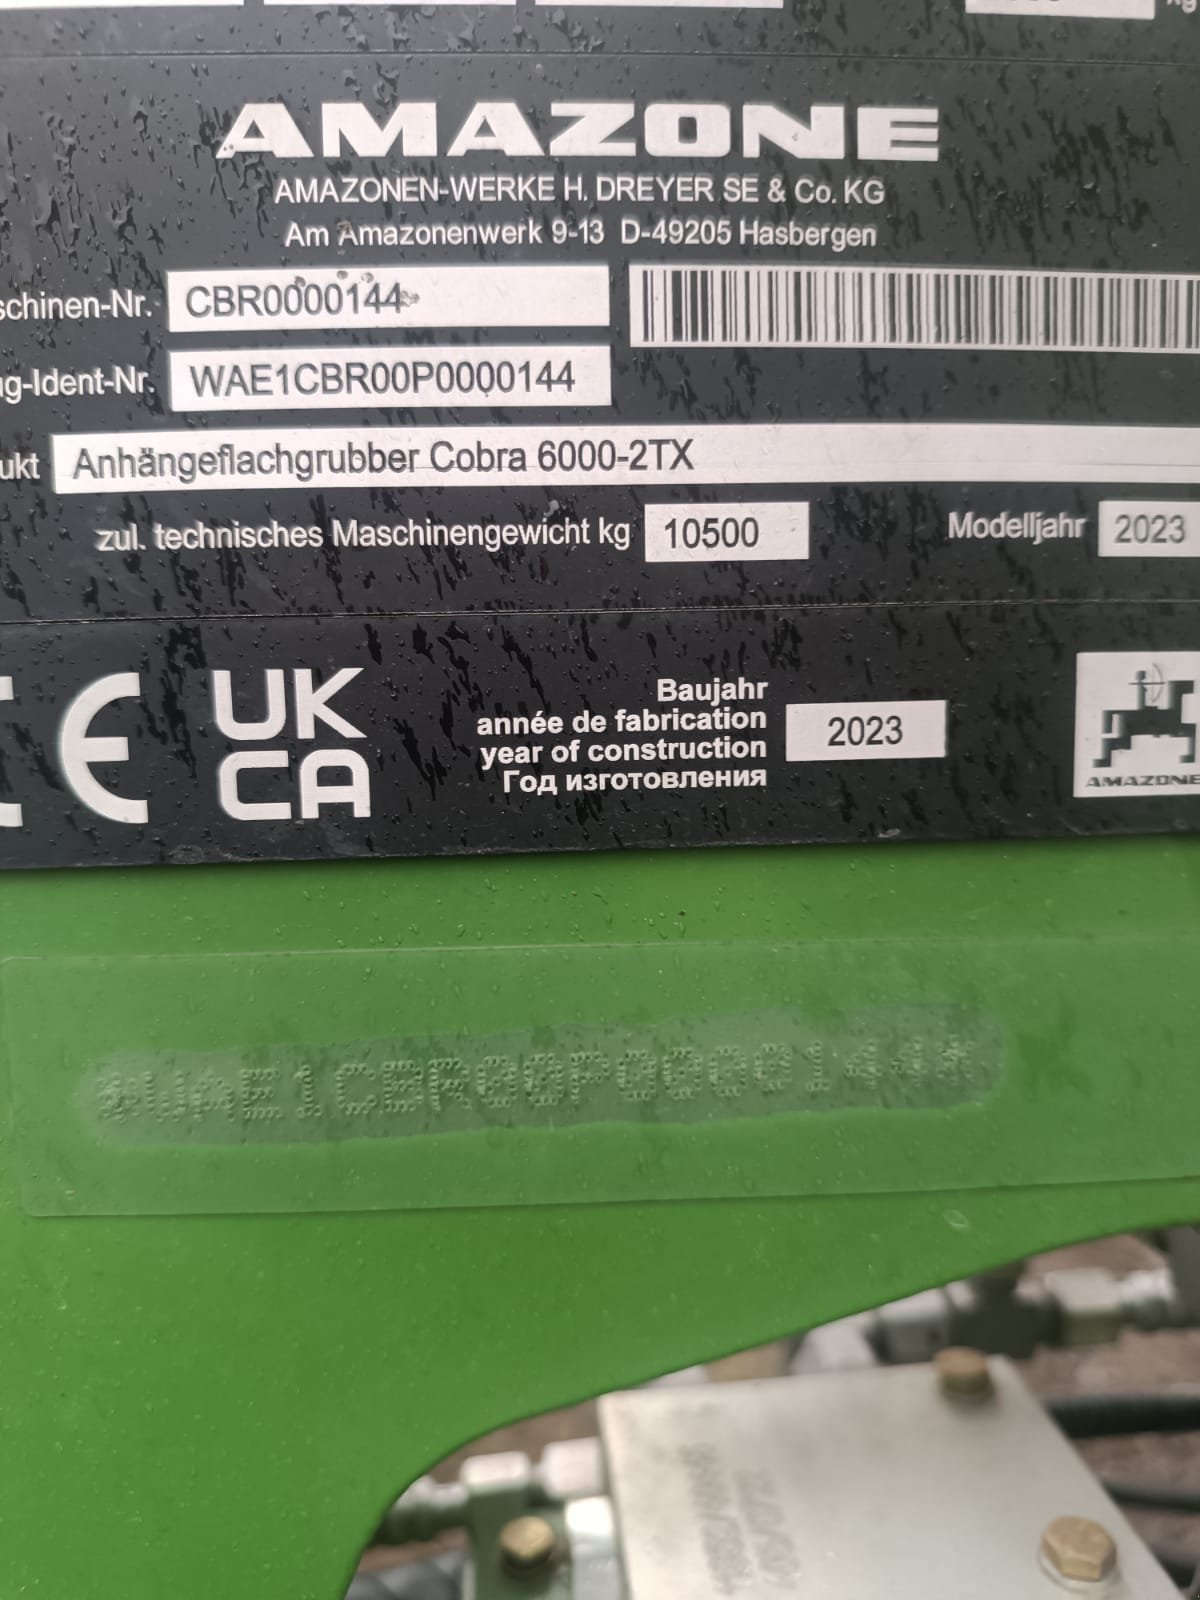 AMAZONE
AMAZONEN-WERKE H. DREYER SE & Co. KG
Am Amazonenwerk 9-13 D-49205 Hasbergen
schinen-Nr. CBR0000144
g-Ident-Nr. WAE1CBR00P0000144
ukt Anhängeflachgrubber Cobra 6000-2TX
zul. technisches Maschinengewicht kg 10500 Modelljahr 2023
CE
UK
CA
Baujahr
année de fabrication
year of construction
Год изготовления
2023
AMAZONE
*WAE1CBR00P0000144*